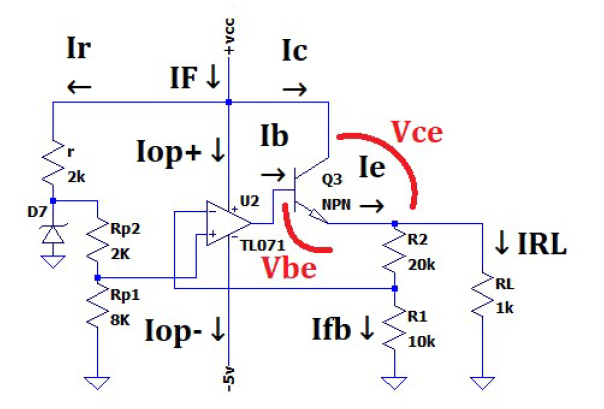 +vcc
Ir
Ic
IF
Vce
Iop+
Ib
r
2k
Q3
NPN
Ie
D7
Rp2
2K
U2
TL071
Vbe
R2
20k
IRL
RL
1k
Rp1
8K
Iop-
Ifb
R1
10k
-5v